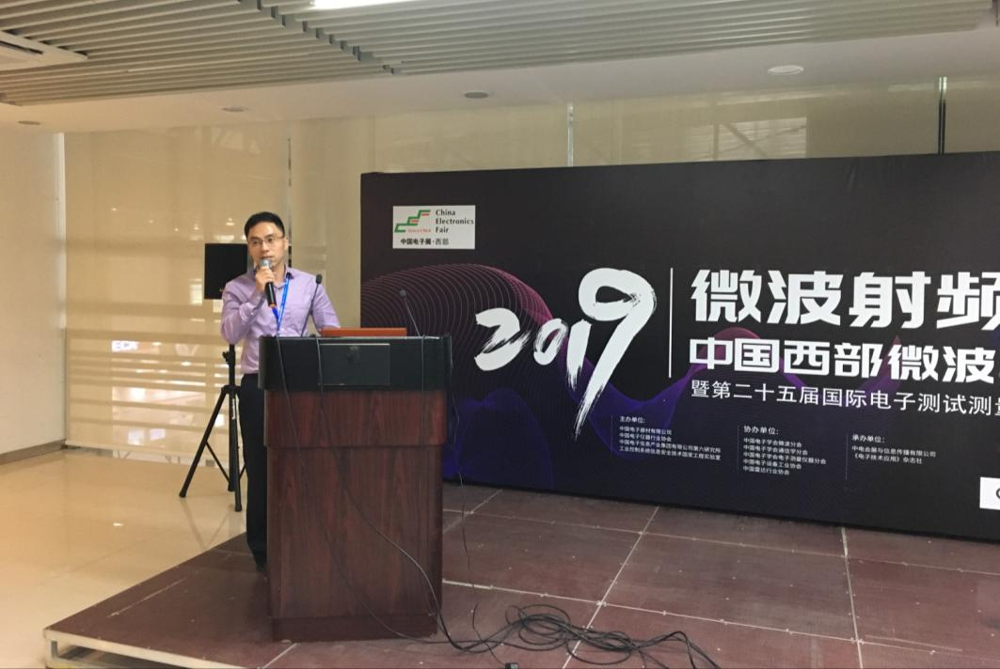 China
Electronics
Fair
Since 1964
中国电子展·西部
2019
微波射频
中国西部微波
暨第二十五届国际电子测试测量
主办单位:
中国电子器材有限公司
中国电子仪器行业协会
中国电子信息产业集团有限公司第六研究所
工业控制系统信息安全技术国家工程实验室
协办单位:
中国电子学会微波分会
中国电子学会通信学分会
中国电子学会电子测量仪器分会
中国电子设备工业协会
中国雷达行业协会
承办单位:
中电会展与信息传播有限公司
《电子技术应用》杂志社